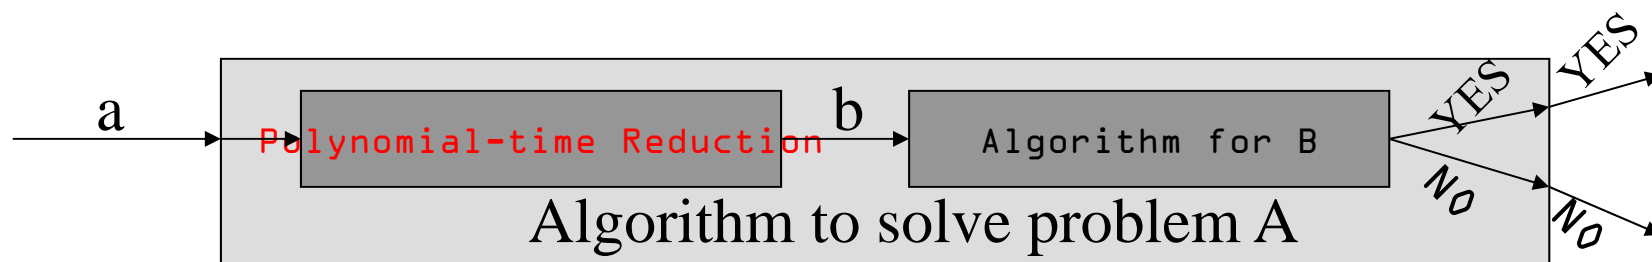 a
Polynomial-time Reduction
b
Algorithm for B
YES
YES
NO
NO
Algorithm to solve problem A